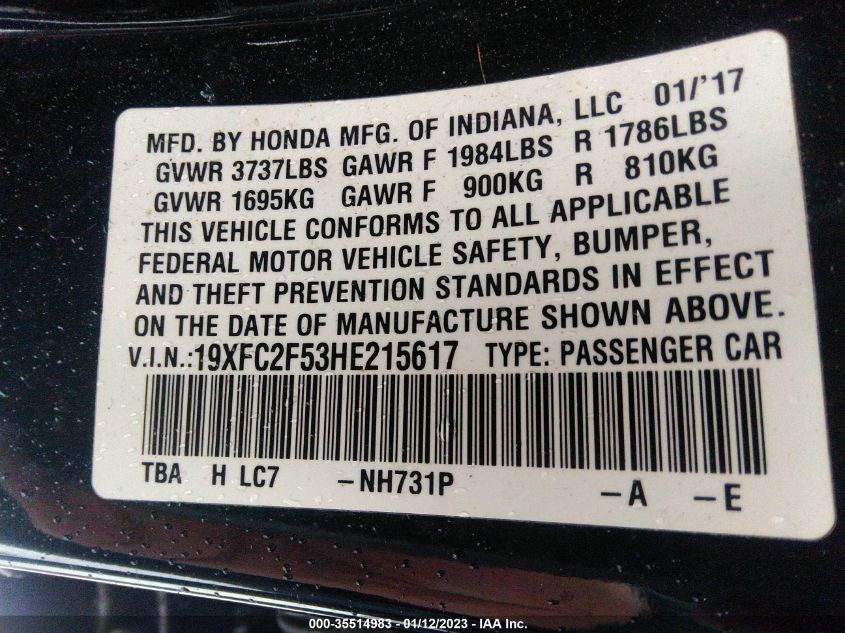 MFD. BY HONDA MFG. OF INDIANA, LLC 01/'17
GVWR 3737LBS GAWR F 1984LBS R 1786LBS
GVWR 1695KG GAWR F 900KG R 810KG
THIS VEHICLE CONFORMS TO ALL APPLICABLE
FEDERAL MOTOR VEHICLE SAFETY, BUMPER,
AND THEFT PREVENTION STANDARDS IN EFFECT
ON THE DATE OF MANUFACTURE SHOWN ABOVE.
V.I.N.:19XFC2F53HE215617 TYPE: PASSENGER CAR
TBA H LC7 –NH731P –A –E
000-35514983 - 01/12/2023 - IAA Inc.